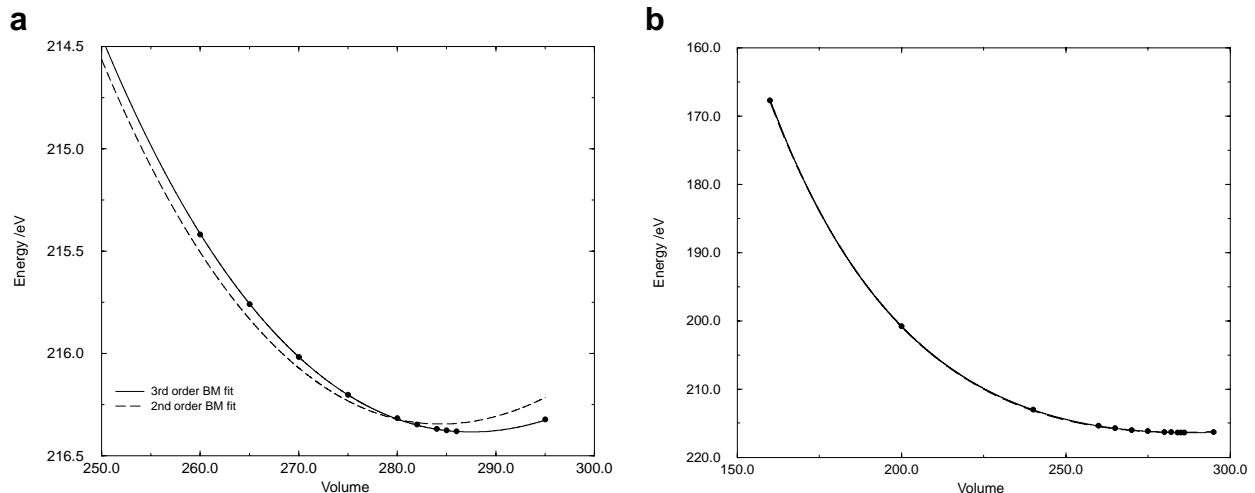 a
214.5
215.0
215.5
216.0
216.5
Energy /eV
3rd order BM fit
2nd order BM fit
250.0 260.0 270.0 280.0 290.0 300.0
Volume
b
160.0
170.0
180.0
190.0
200.0
210.0
220.0
Energy /eV
150.0 200.0 250.0 300.0
Volume